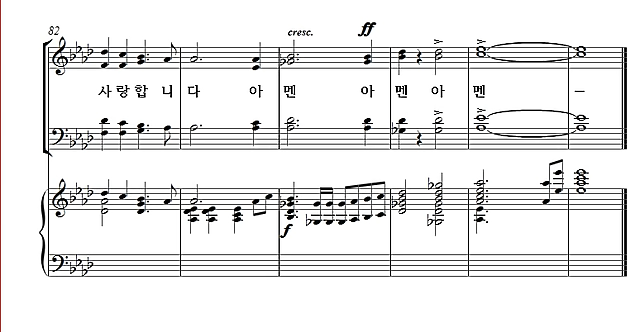 82
cresc.
ff
사 랑 합 니 다 아 멘 아 멘 아 멘 –
f